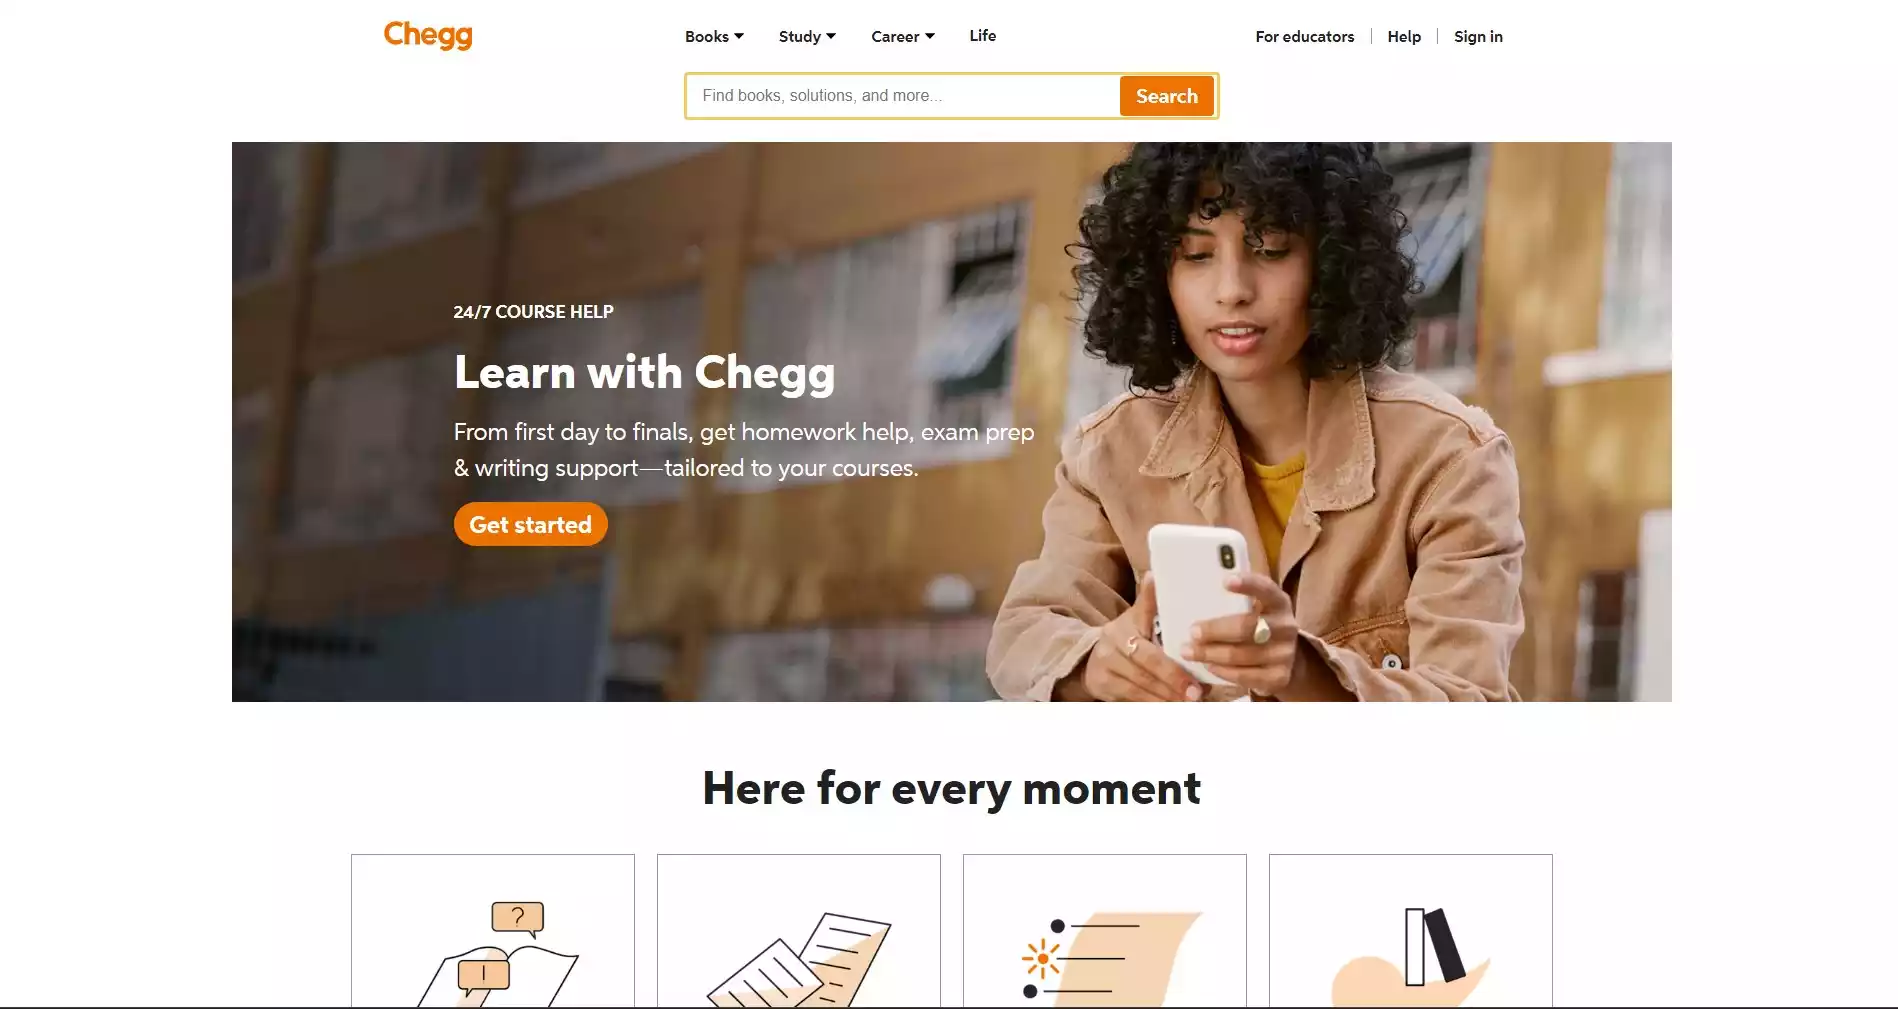 Chegg
Books
Study
Career
Life
For educators
Help
Sign in
Find books, solutions, and more...
Search
24/7 COURSE HELP
Learn with Chegg
From first day to finals, get homework help, exam prep
& writing support—tailored to your courses.
Get started
Here for every moment
?
!